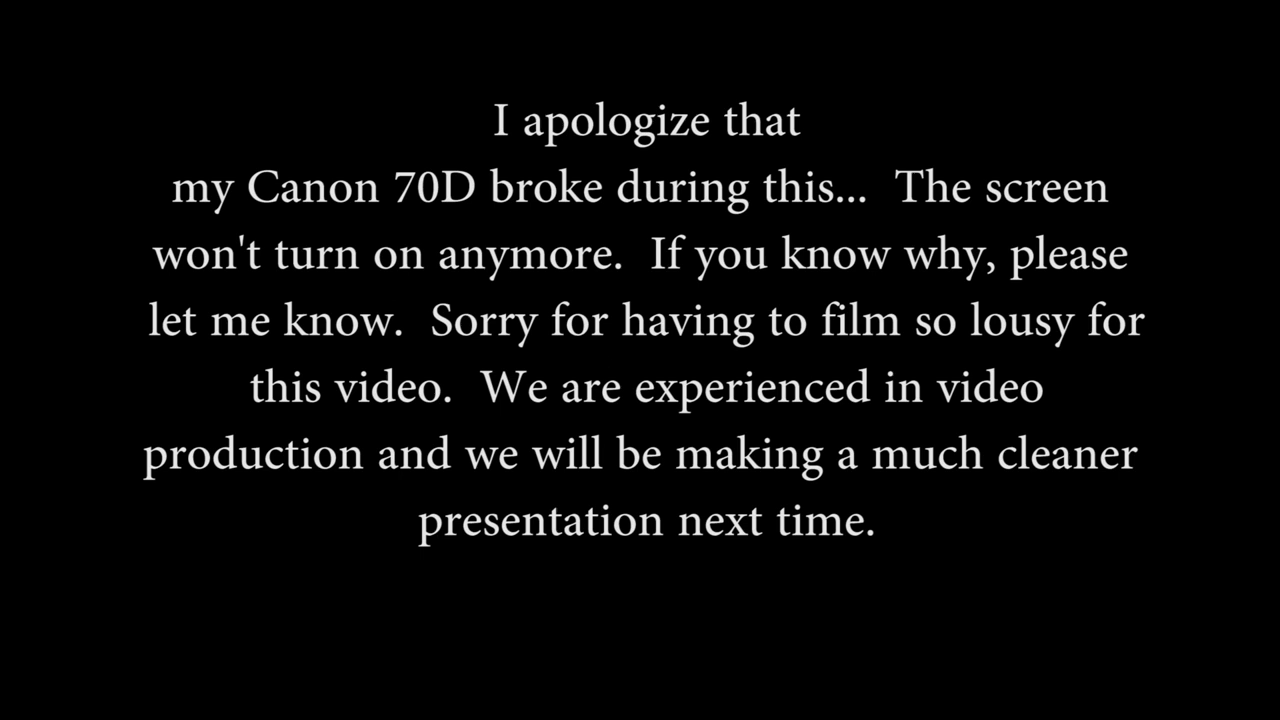 I apologize that
my Canon 70D broke during this...  The screen
won't turn on anymore.  If you know why, please
let me know.  Sorry for having to film so lousy for
this video.  We are experienced in video
production and we will be making a much cleaner
presentation next time.